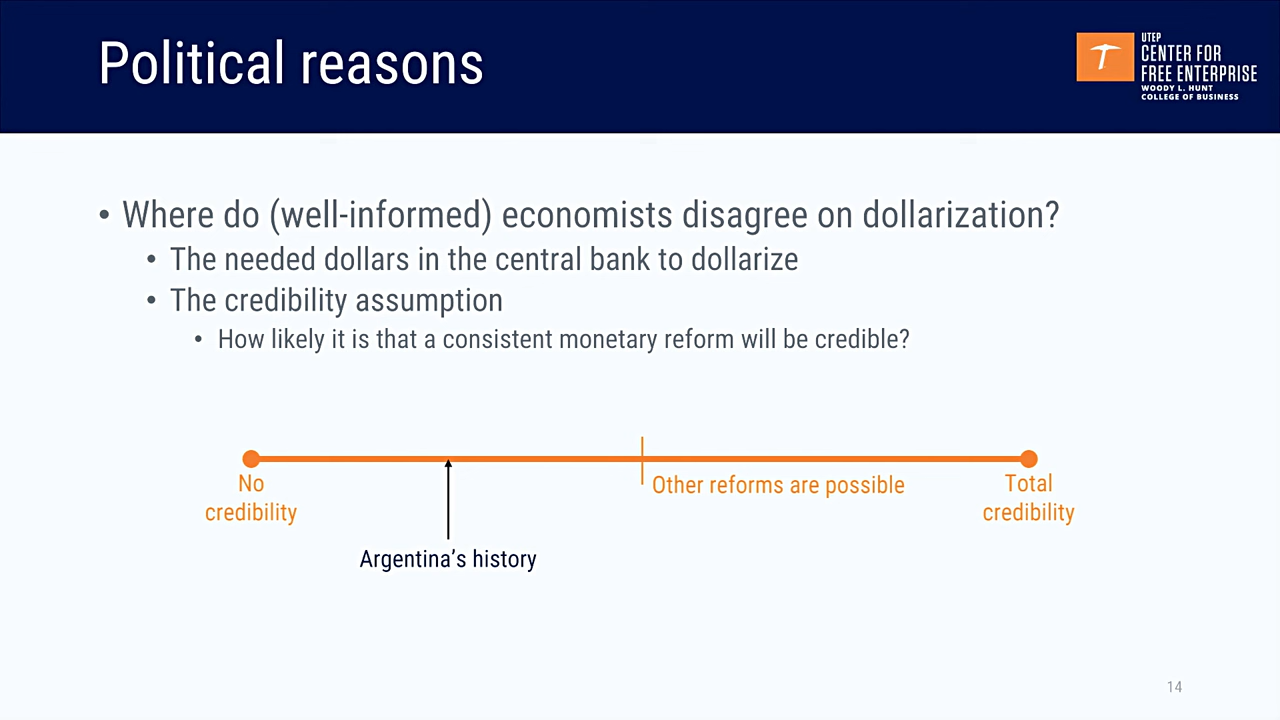 Political reasons
UTEP
CENTER FOR
FREE ENTERPRISE
WOODY L. HUNT
COLLEGE OF BUSINESS
• Where do (well-informed) economists disagree on dollarization?
• The needed dollars in the central bank to dollarize
• The credibility assumption
• How likely it is that a consistent monetary reform will be credible?
No
credibility
Other reforms are possible
Total
credibility
Argentina’s history
14